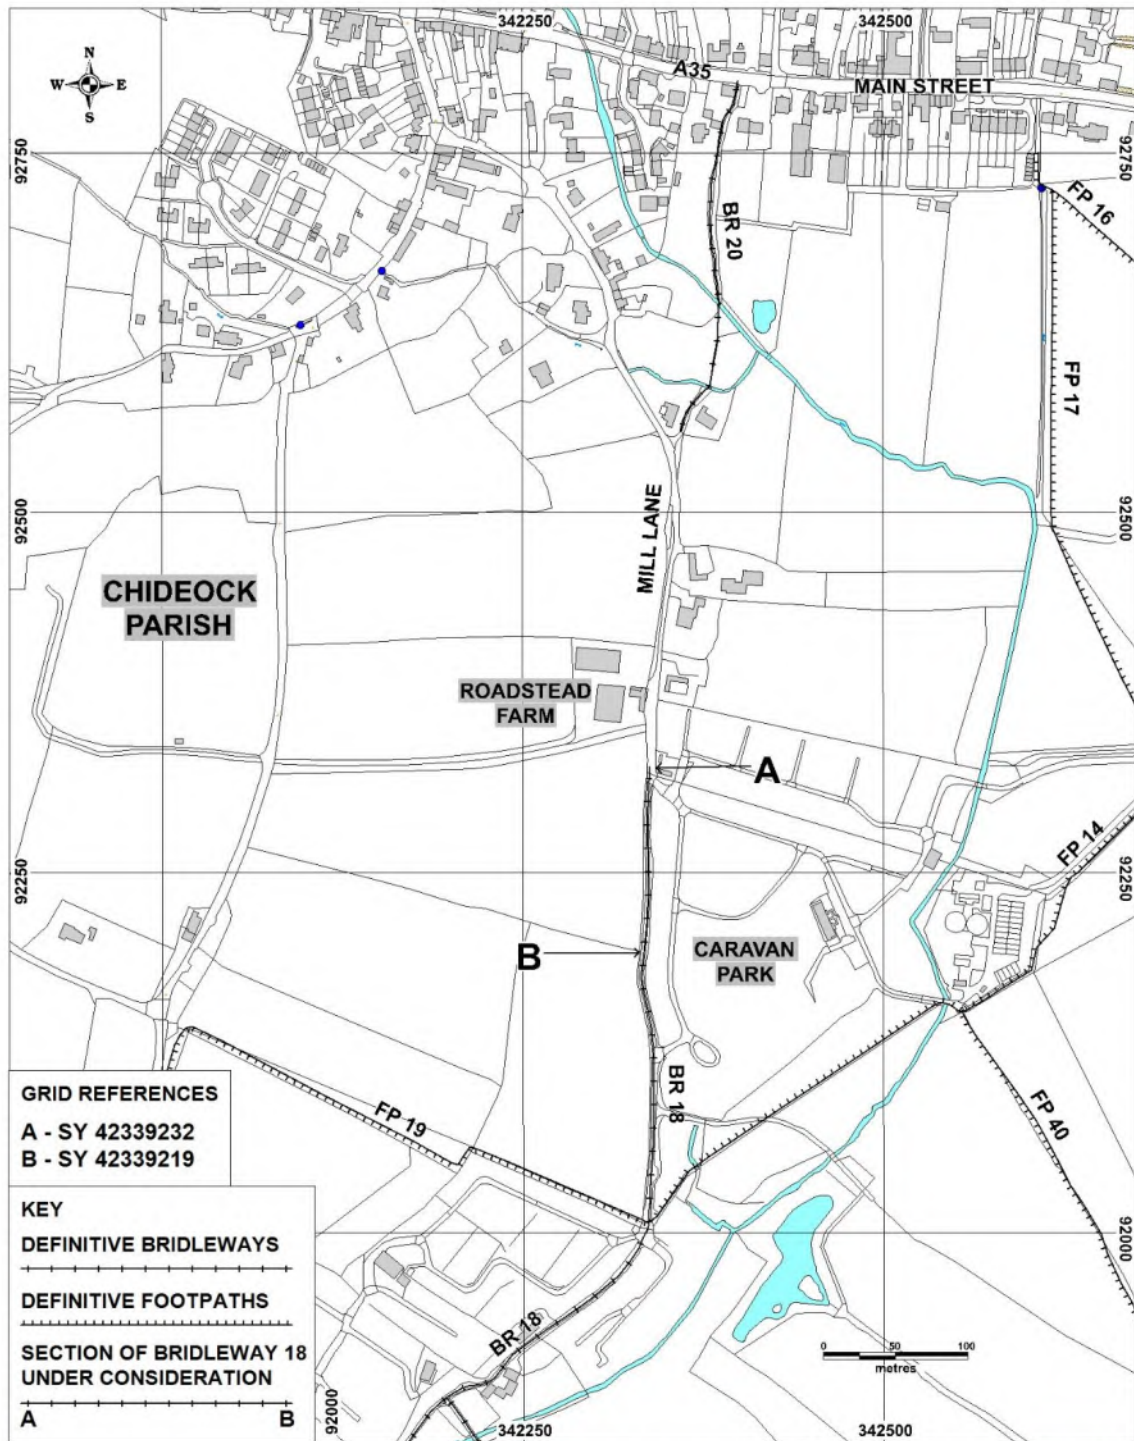 342250
342500
N
W E
S
A35
MAIN STREET
92750
92750
FP 16
BR 20
FP 17
92500
92500
MILL LANE
CHIDEOCK
PARISH
ROADSTEAD
FARM
A
FP 14
92250
92250
B
CARAVAN
PARK
BR 18
FP 19
FP 40
GRID REFERENCES
A - SY 42339232
B - SY 42339219
KEY
DEFINITIVE BRIDLEWAYS
DEFINITIVE FOOTPATHS
SECTION OF BRIDLEWAY 18
UNDER CONSIDERATION
A B
92000
BR 18
0 50 100
metres
92000
342250
342500